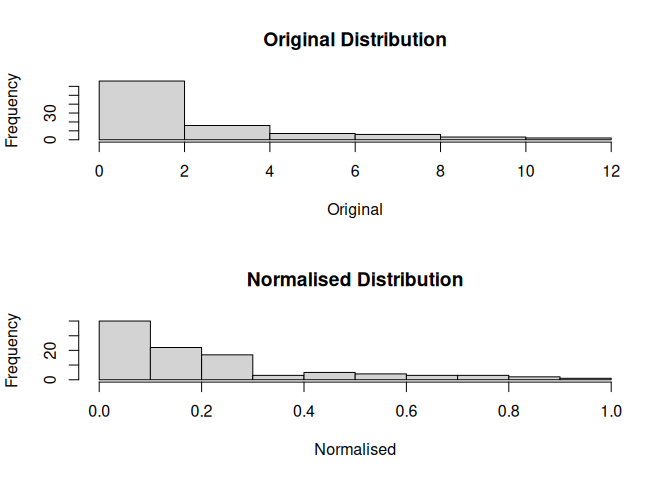 Original Distribution
Frequency
0 30
0 2 4 6 8 10 12
Original
Normalised Distribution
Frequency
0 20
0.0 0.2 0.4 0.6 0.8 1.0
Normalised